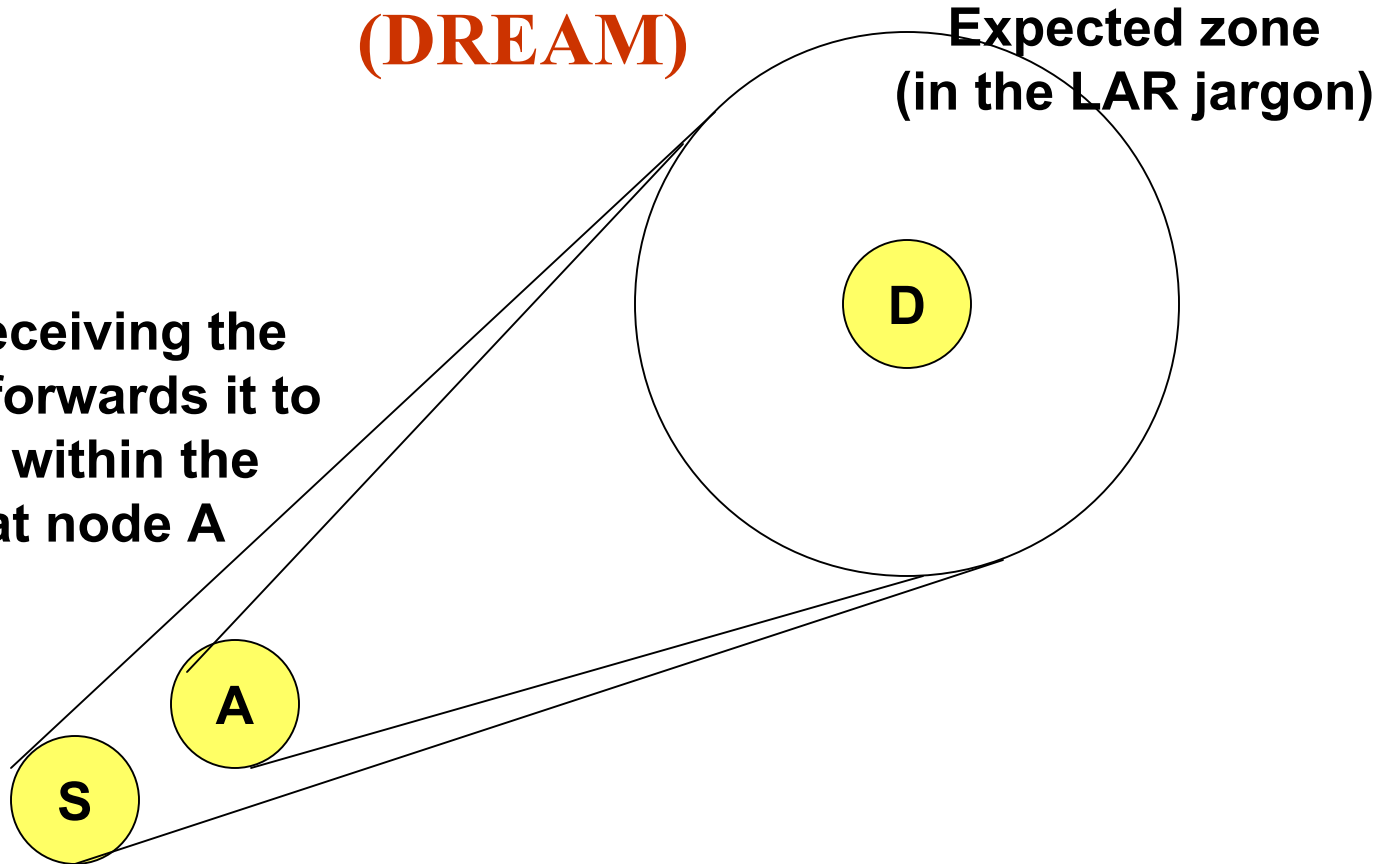 (DREAM)
Expected zone
(in the LAR jargon)
D
eceiving the
forwards it to
within the
at node A
A
S